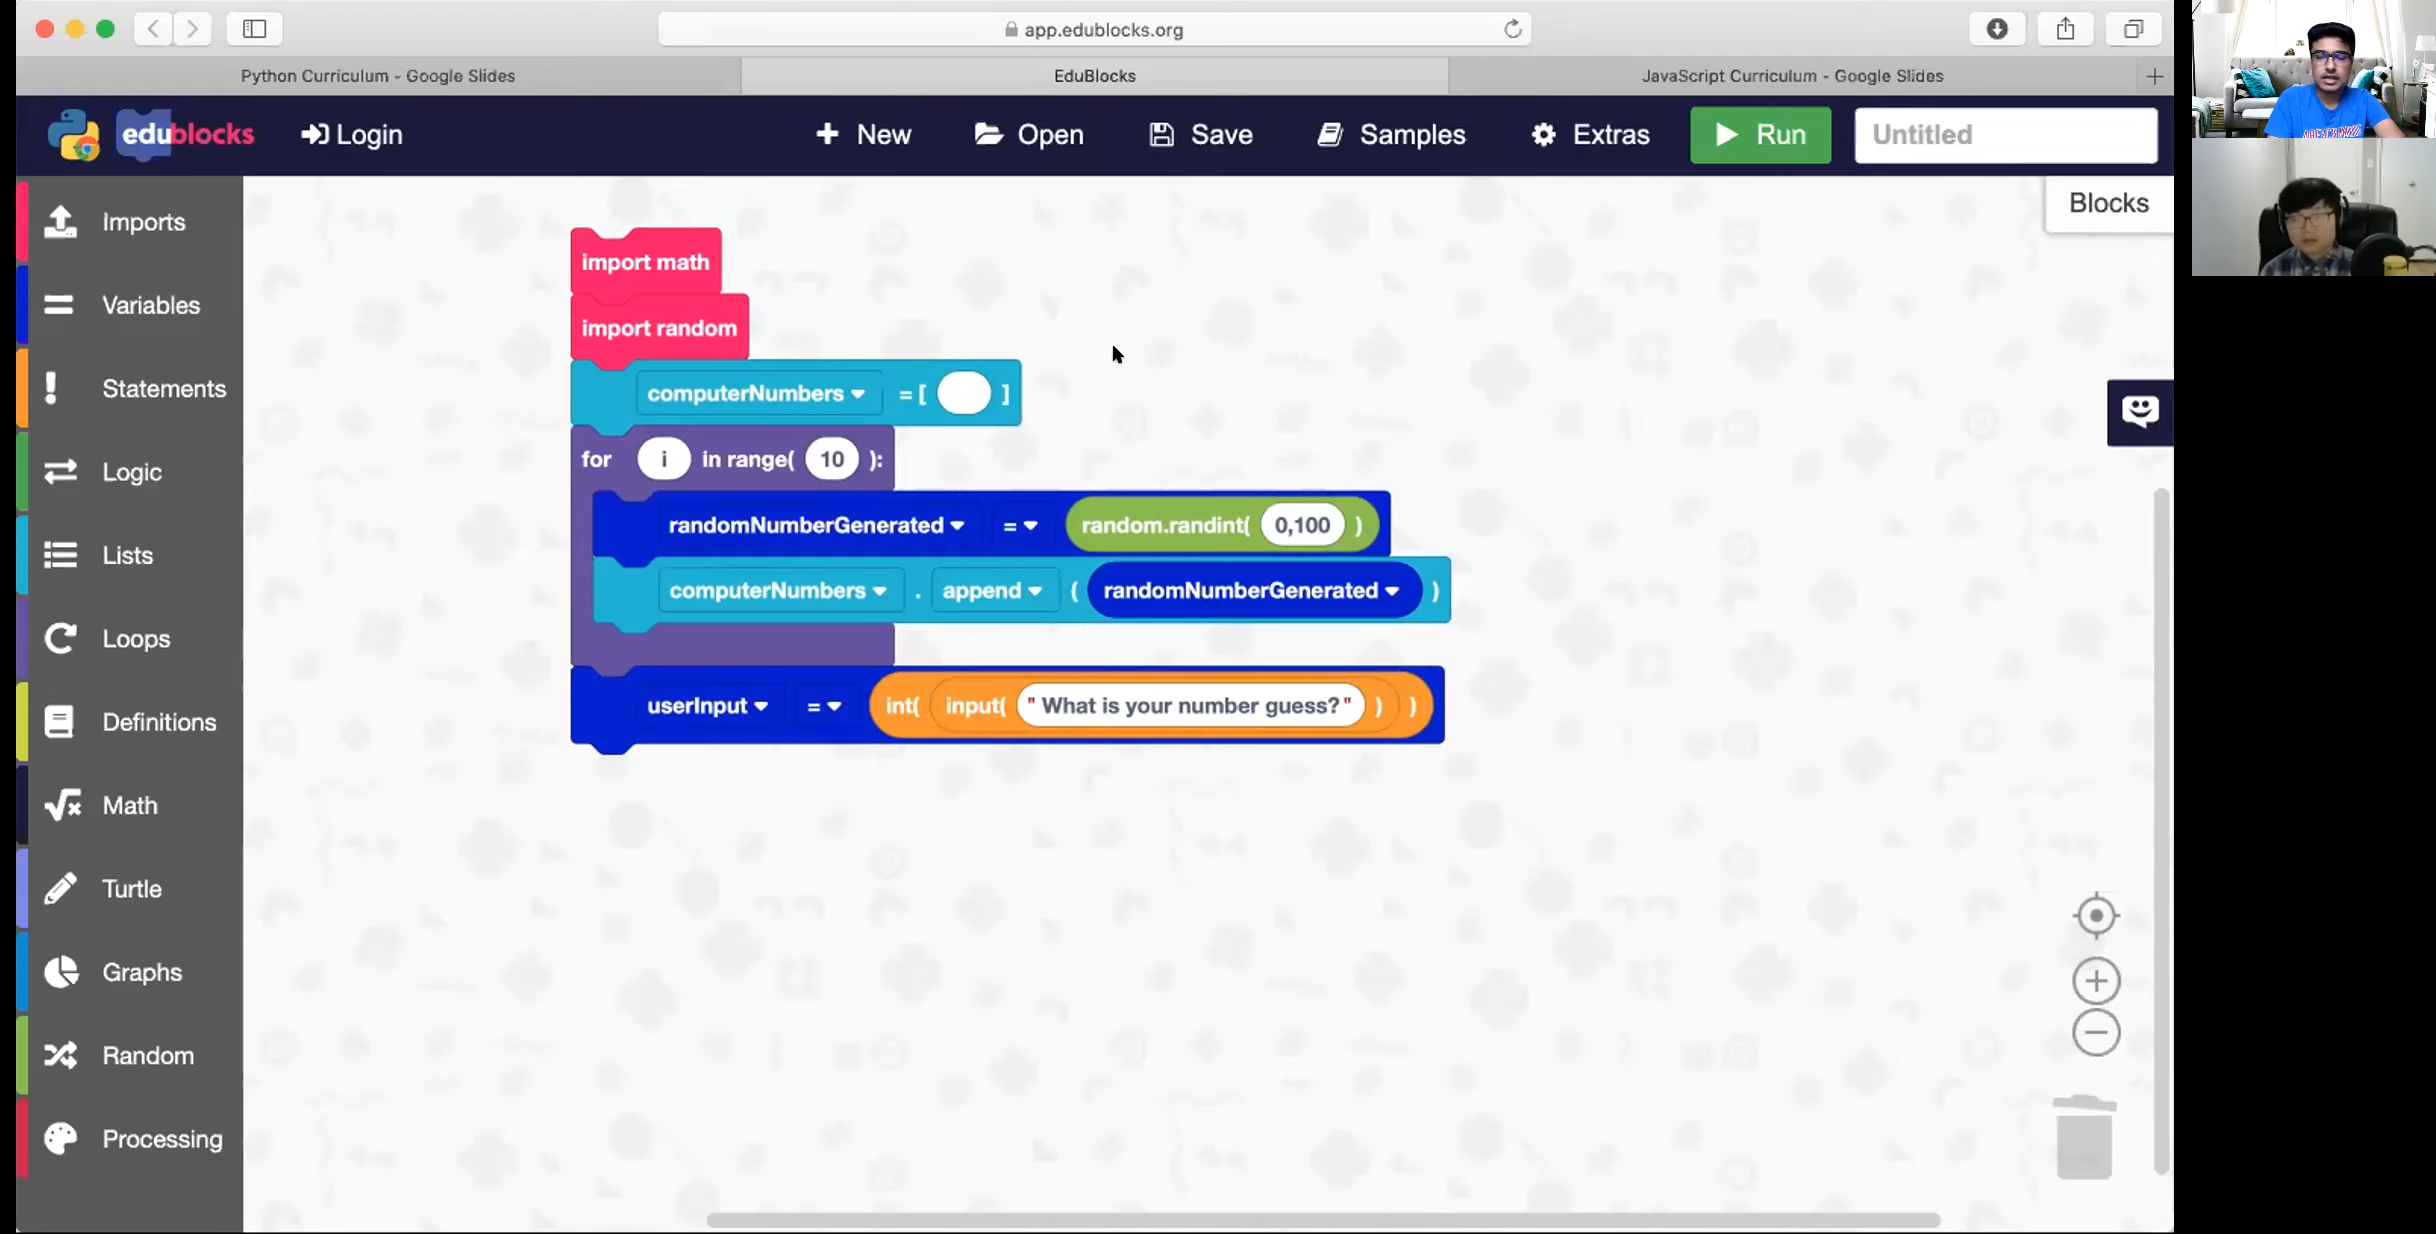 app.edublocks.org
Python Curriculum - Google Slides
EduBlocks
JavaScript Curriculum - Google Slides
edublocks
Login
New
Open
Save
Samples
Extras
Run
Untitled
Blocks
Imports
Variables
Statements
Logic
Lists
Loops
Definitions
Math
Turtle
Graphs
Random
Processing
import math
import random
computerNumbers = [ ]
for i in range( 10 ):
randomNumberGenerated = random.randint( 0,100 )
computerNumbers . append ( randomNumberGenerated )
userInput = int( input( " What is your number guess? " ) )